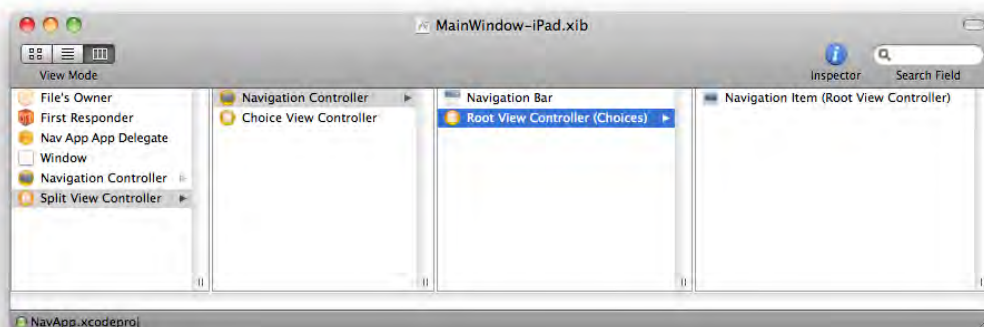 MainWindow-iPad.xib
View Mode
Inspector
Search Field
File's Owner
First Responder
Nav App App Delegate
Window
Navigation Controller
Split View Controller
Navigation Controller
Choice View Controller
Navigation Bar
Root View Controller (Choices)
Navigation Item (Root View Controller)
NavApp.xcodeproj